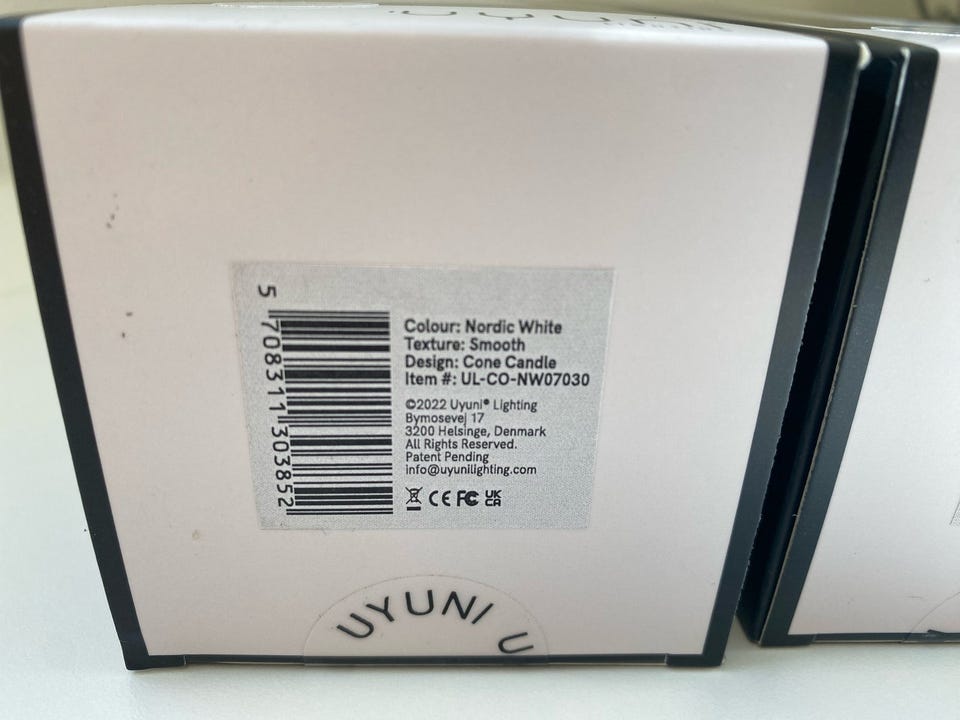 5 708311 303852
Colour: Nordic White
Texture: Smooth
Design: Cone Candle
Item #: UL-CO-NW07030
©2022 Uyuni® Lighting
Bymosevej 17
3200 Helsinge, Denmark
All Rights Reserved.
Patent Pending
info@uyunilighting.com
CE FC UK CA
UYUNI U